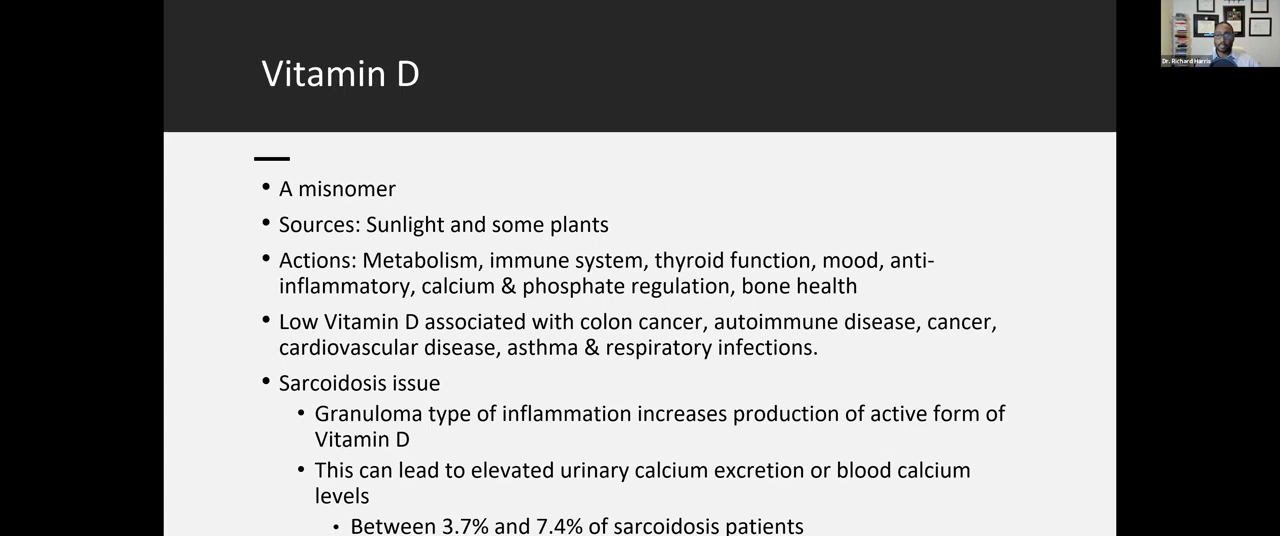 Vitamin D
Dr. Richard Harris
• A misnomer
• Sources: Sunlight and some plants
• Actions: Metabolism, immune system, thyroid function, mood, anti-
inflammatory, calcium & phosphate regulation, bone health
• Low Vitamin D associated with colon cancer, autoimmune disease, cancer,
cardiovascular disease, asthma & respiratory infections.
• Sarcoidosis issue
• Granuloma type of inflammation increases production of active form of
Vitamin D
• This can lead to elevated urinary calcium excretion or blood calcium
levels
• Between 3.7% and 7.4% of sarcoidosis patients